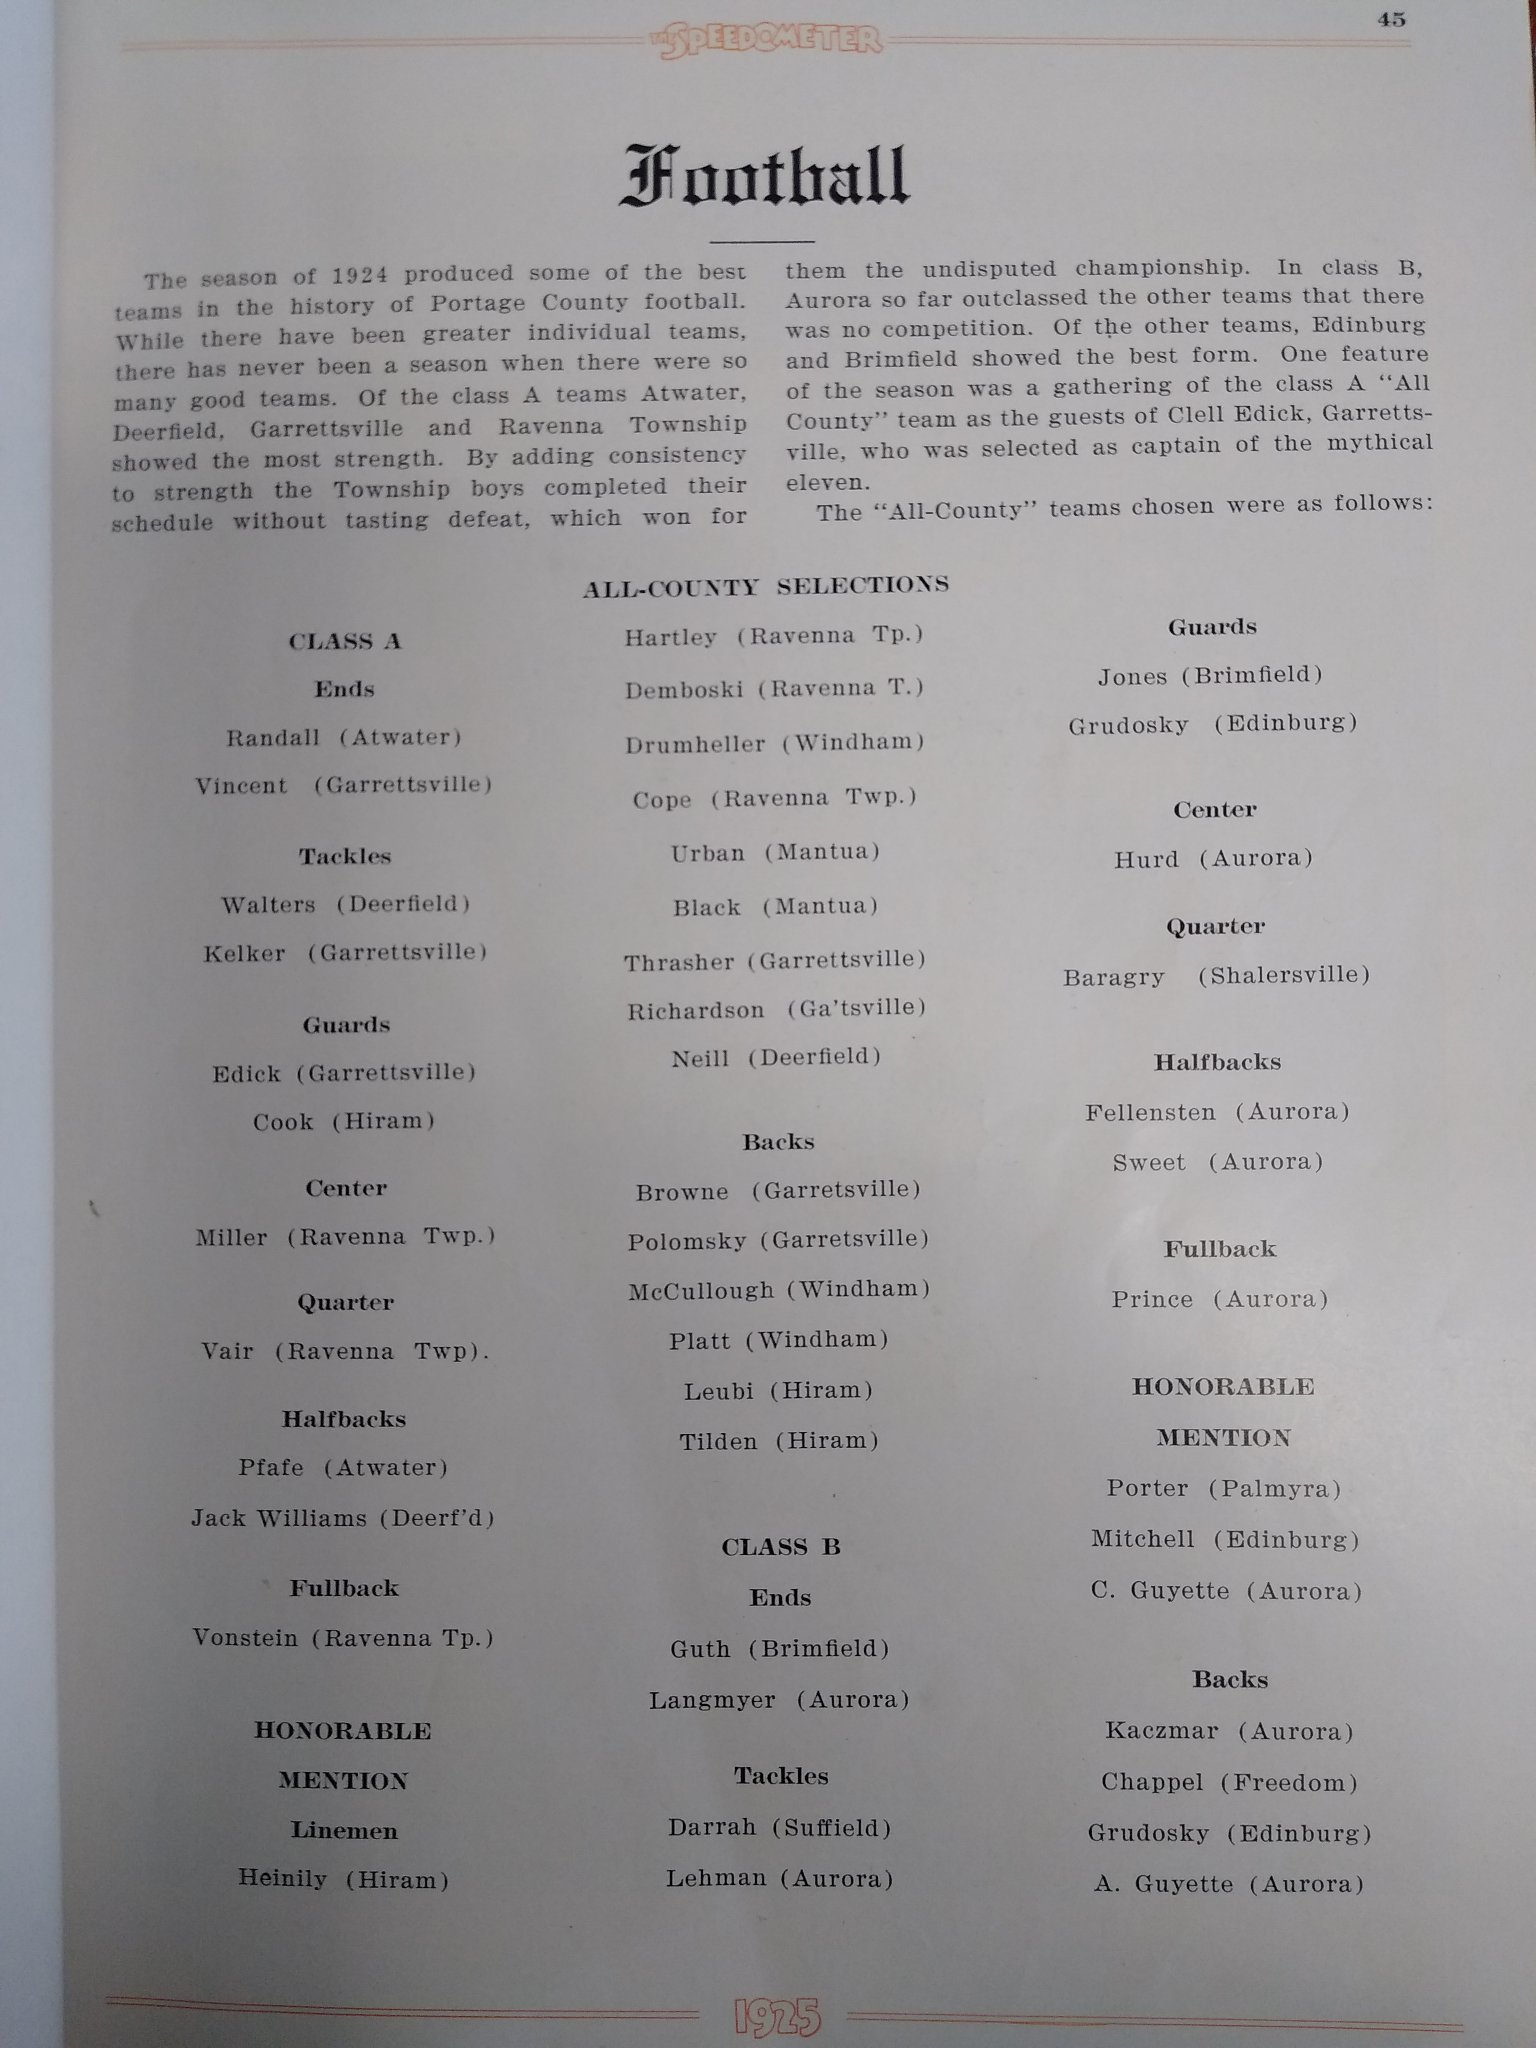 45
THE SPEEDOMETER
Football
The season of 1924 produced some of the best
teams in the history of Portage County football.
While there have been greater individual teams,
there has never been a season when there were so
many good teams. Of the class A teams Atwater,
Deerfield, Garrettsville and Ravenna Township
showed the most strength. By adding consistency
to strength the Township boys completed their
schedule without tasting defeat, which won for
them the undisputed championship. In class B,
Aurora so far outclassed the other teams that there
was no competition. Of the other teams, Edinburg
and Brimfield showed the best form. One feature
of the season was a gathering of the class A "All
County" team as the guests of Clell Edick, Garretts-
ville, who was selected as captain of the mythical
eleven.
The "All-County" teams chosen were as follows:
ALL-COUNTY SELECTIONS
CLASS A
Ends
Randall (Atwater)
Vincent (Garrettsville)
Tackles
Walters (Deerfield)
Kelker (Garrettsville)
Guards
Edick (Garrettsville)
Cook (Hiram)
Center
Miller (Ravenna Twp.)
Quarter
Vair (Ravenna Twp).
Halfbacks
Pfafe (Atwater)
Jack Williams (Deerf'd)
Fullback
Vonstein (Ravenna Tp.)
HONORABLE
MENTION
Linemen
Heinily (Hiram)
Hartley (Ravenna Tp.)
Demboski (Ravenna T.)
Drumheller (Windham)
Cope (Ravenna Twp.)
Urban (Mantua)
Black (Mantua)
Thrasher (Garrettsville)
Richardson (Ga'tsville)
Neill (Deerfield)
Backs
Browne (Garretsville)
Polomsky (Garretsville)
McCullough (Windham)
Platt (Windham)
Leubi (Hiram)
Tilden (Hiram)
CLASS B
Ends
Guth (Brimfield)
Langmyer (Aurora)
Tackles
Darrah (Suffield)
Lehman (Aurora)
Guards
Jones (Brimfield)
Grudosky (Edinburg)
Center
Hurd (Aurora)
Quarter
Baragry (Shalersville)
Halfbacks
Fellensten (Aurora)
Sweet (Aurora)
Fullback
Prince (Aurora)
HONORABLE
MENTION
Porter (Palmyra)
Mitchell (Edinburg)
C. Guyette (Aurora)
Backs
Kaczmar (Aurora)
Chappel (Freedom)
Grudosky (Edinburg)
A. Guyette (Aurora)
1925